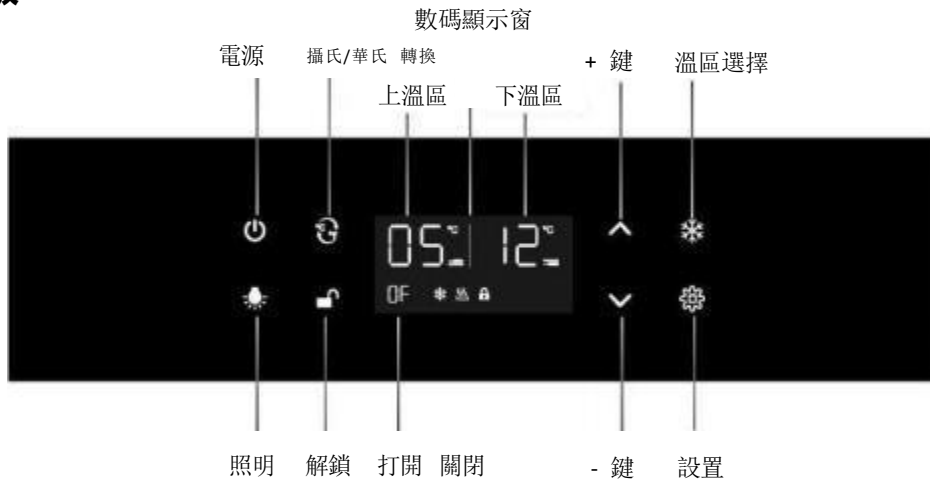 數碼顯示窗
電源 攝氏/華氏 轉換 + 鍵 溫區選擇
上溫區 下溫區
05 °C 12 °C
OF
照明 解鎖 打開 關閉 - 鍵 設置